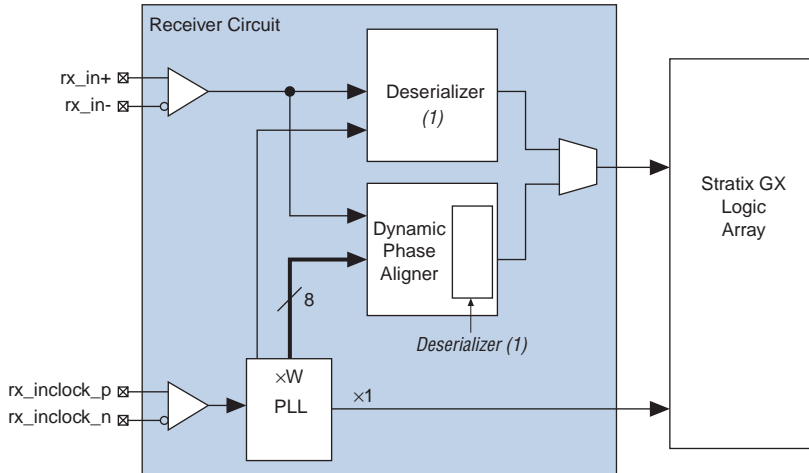 Receiver Circuit
rx_in+
rx_in-
Deserializer
(1)
Stratix GX
Logic
Array
Dynamic
Phase
Aligner
8
Deserializer (1)
rx_inclock_p
rx_inclock_n
×W
PLL
×1